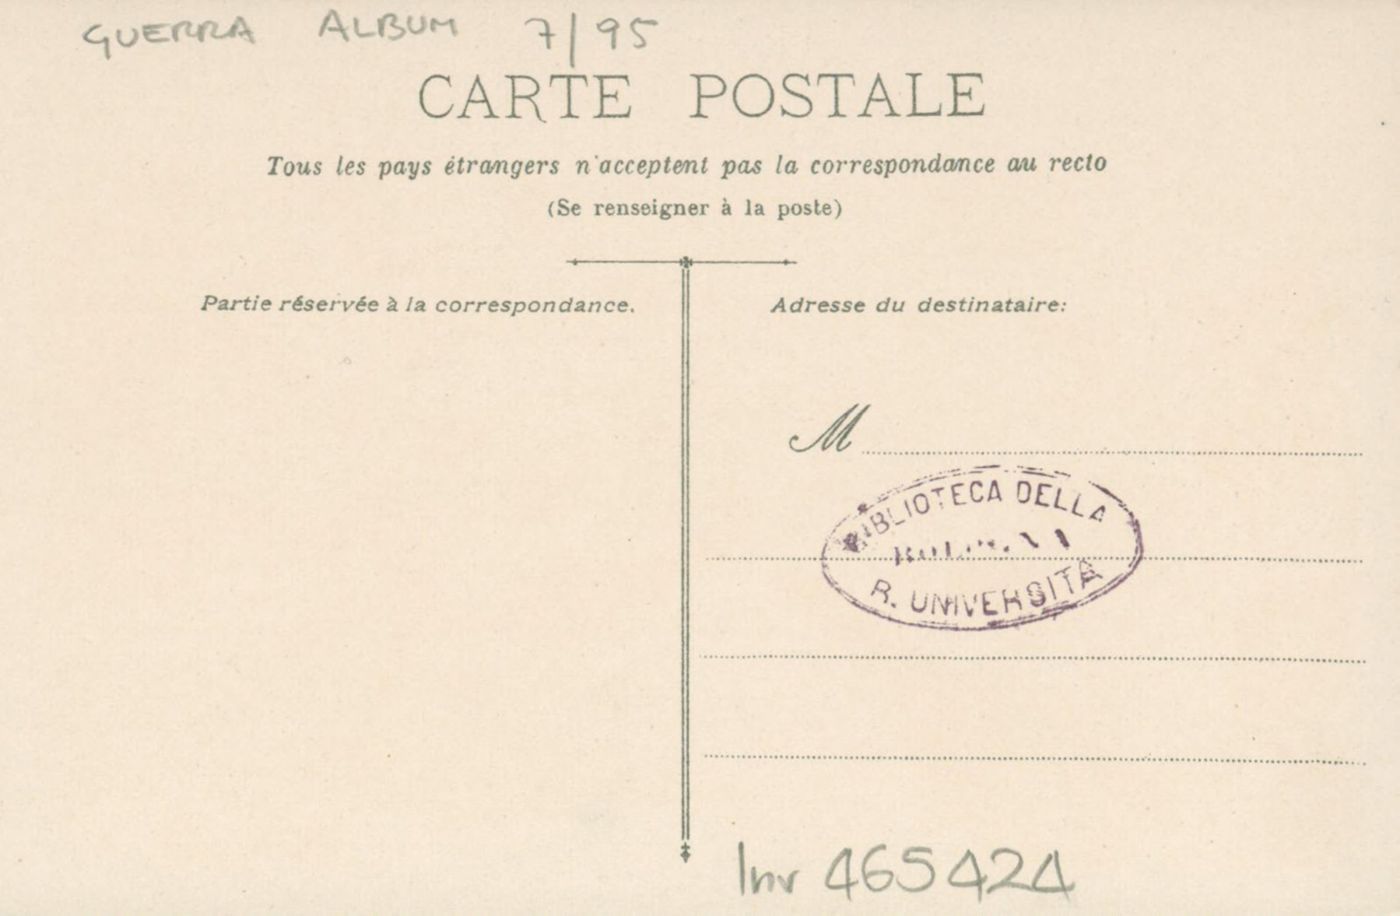 GUERRA ALBUM 7/95
CARTE POSTALE
Tous les pays étrangers n'acceptent pas la correspondance au recto
(Se renseigner à la poste)
Partie réservée à la correspondance.
Adresse du destinataire:
M
BIBLIOTECA DELLA
BOLOGNA
R. UNIVERSITÀ
Inv 465424